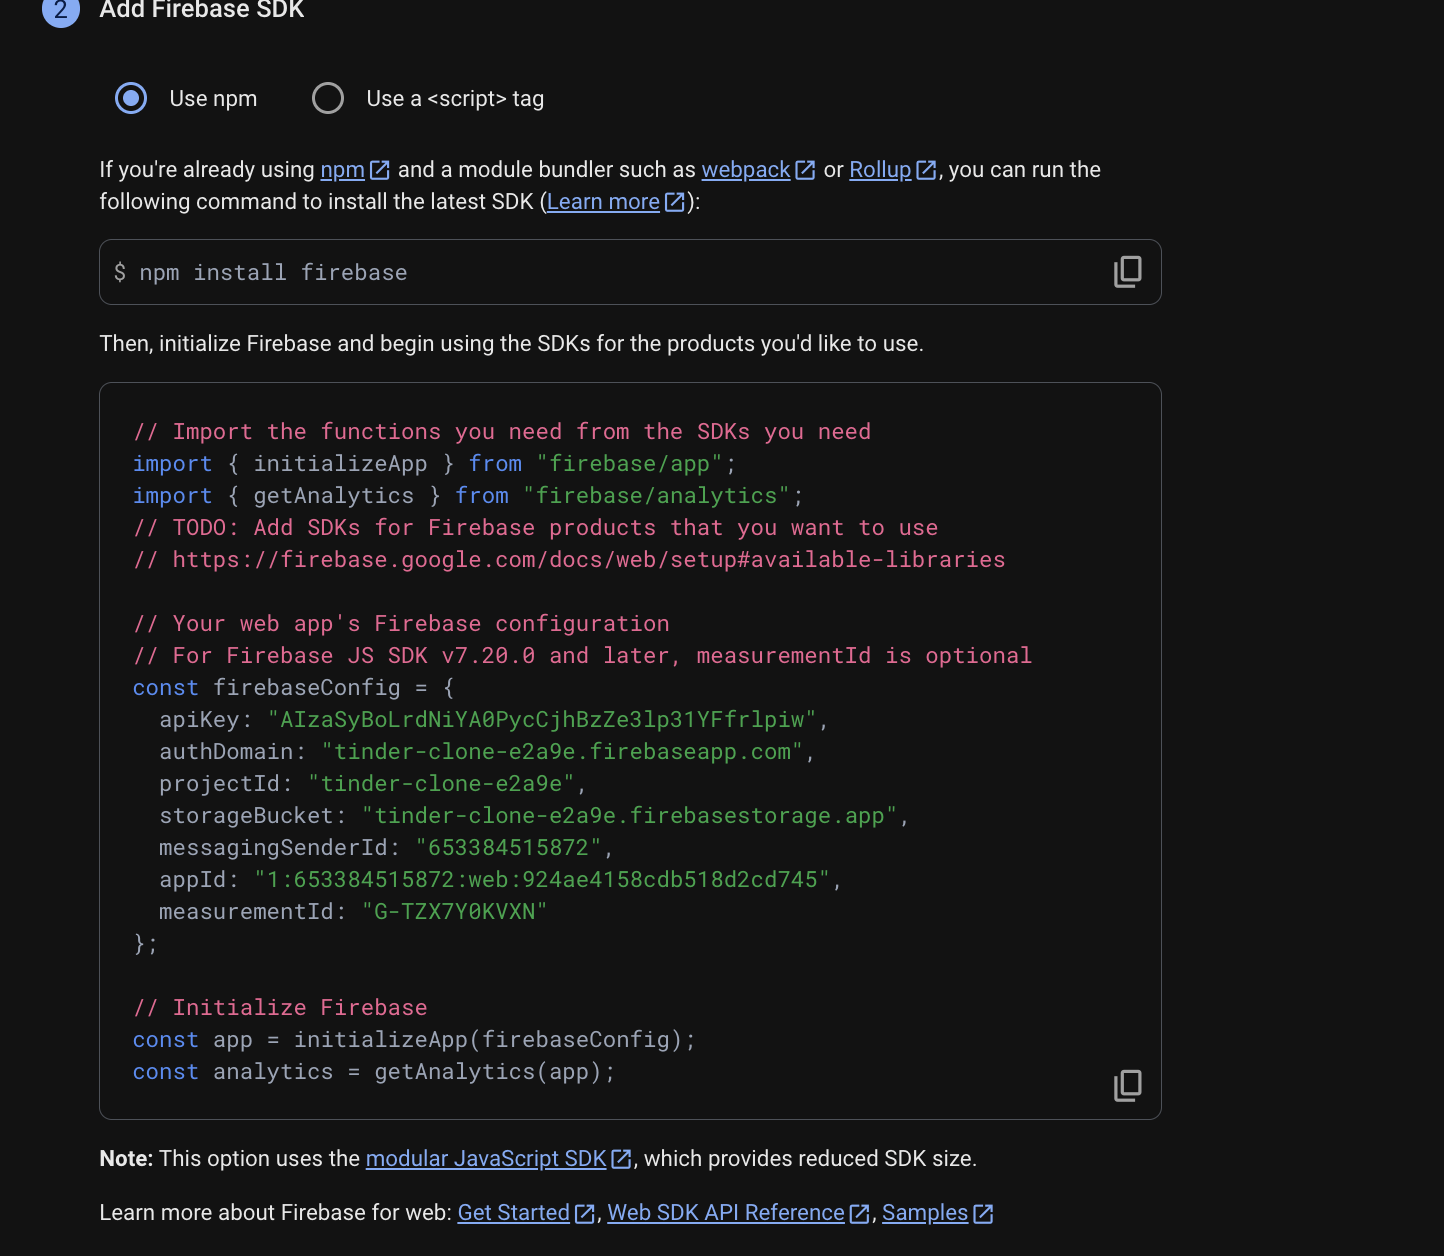 2 Add Firebase SDK
Use npm Use a <script> tag
If you're already using npm and a module bundler such as webpack or Rollup, you can run the
following command to install the latest SDK (Learn more):
$ npm install firebase
Then, initialize Firebase and begin using the SDKs for the products you'd like to use.
// Import the functions you need from the SDKs you need
import { initializeApp } from "firebase/app";
import { getAnalytics } from "firebase/analytics";
// TODO: Add SDKs for Firebase products that you want to use
// https://firebase.google.com/docs/web/setup#available-libraries
// Your web app's Firebase configuration
// For Firebase JS SDK v7.20.0 and later, measurementId is optional
const firebaseConfig = {
  apiKey: "AIzaSyBoLrdNiYA0PycCjhBzZe3lp31YFfrlpiw",
  authDomain: "tinder-clone-e2a9e.firebaseapp.com",
  projectId: "tinder-clone-e2a9e",
  storageBucket: "tinder-clone-e2a9e.firebasestorage.app",
  messagingSenderId: "653384515872",
  appId: "1:653384515872:web:924ae4158cdb518d2cd745",
  measurementId: "G-TZX7Y0KVXN"
};
// Initialize Firebase
const app = initializeApp(firebaseConfig);
const analytics = getAnalytics(app);
Note: This option uses the modular JavaScript SDK, which provides reduced SDK size.
Learn more about Firebase for web: Get Started, Web SDK API Reference, Samples